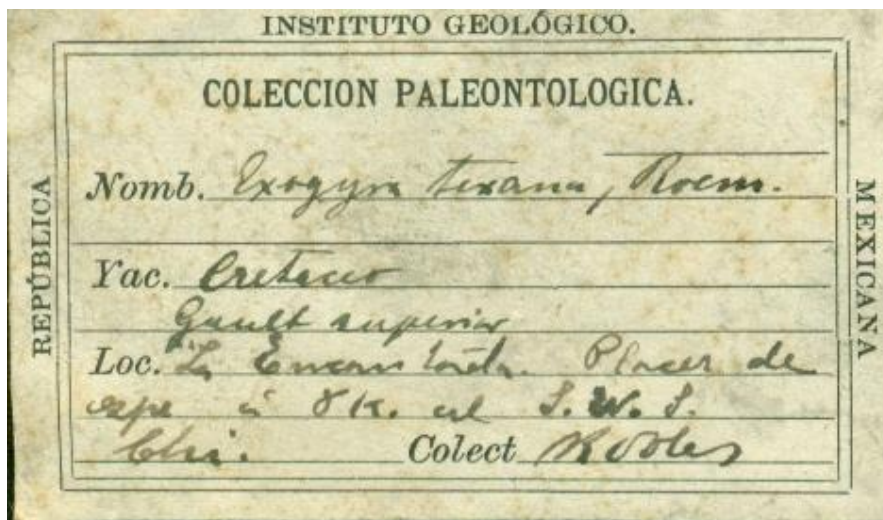 INSTITUTO GEOLÓGICO.
COLECCION PALEONTOLOGICA.
REPÚBLICA
MEXICANA
Nomb. Exogyra texana, Roem.
Yac. Cretaceo
Gault superior
Loc. La Encantada. Placer de
á 8 K. al S. W. S.
Chi. Colect Robles